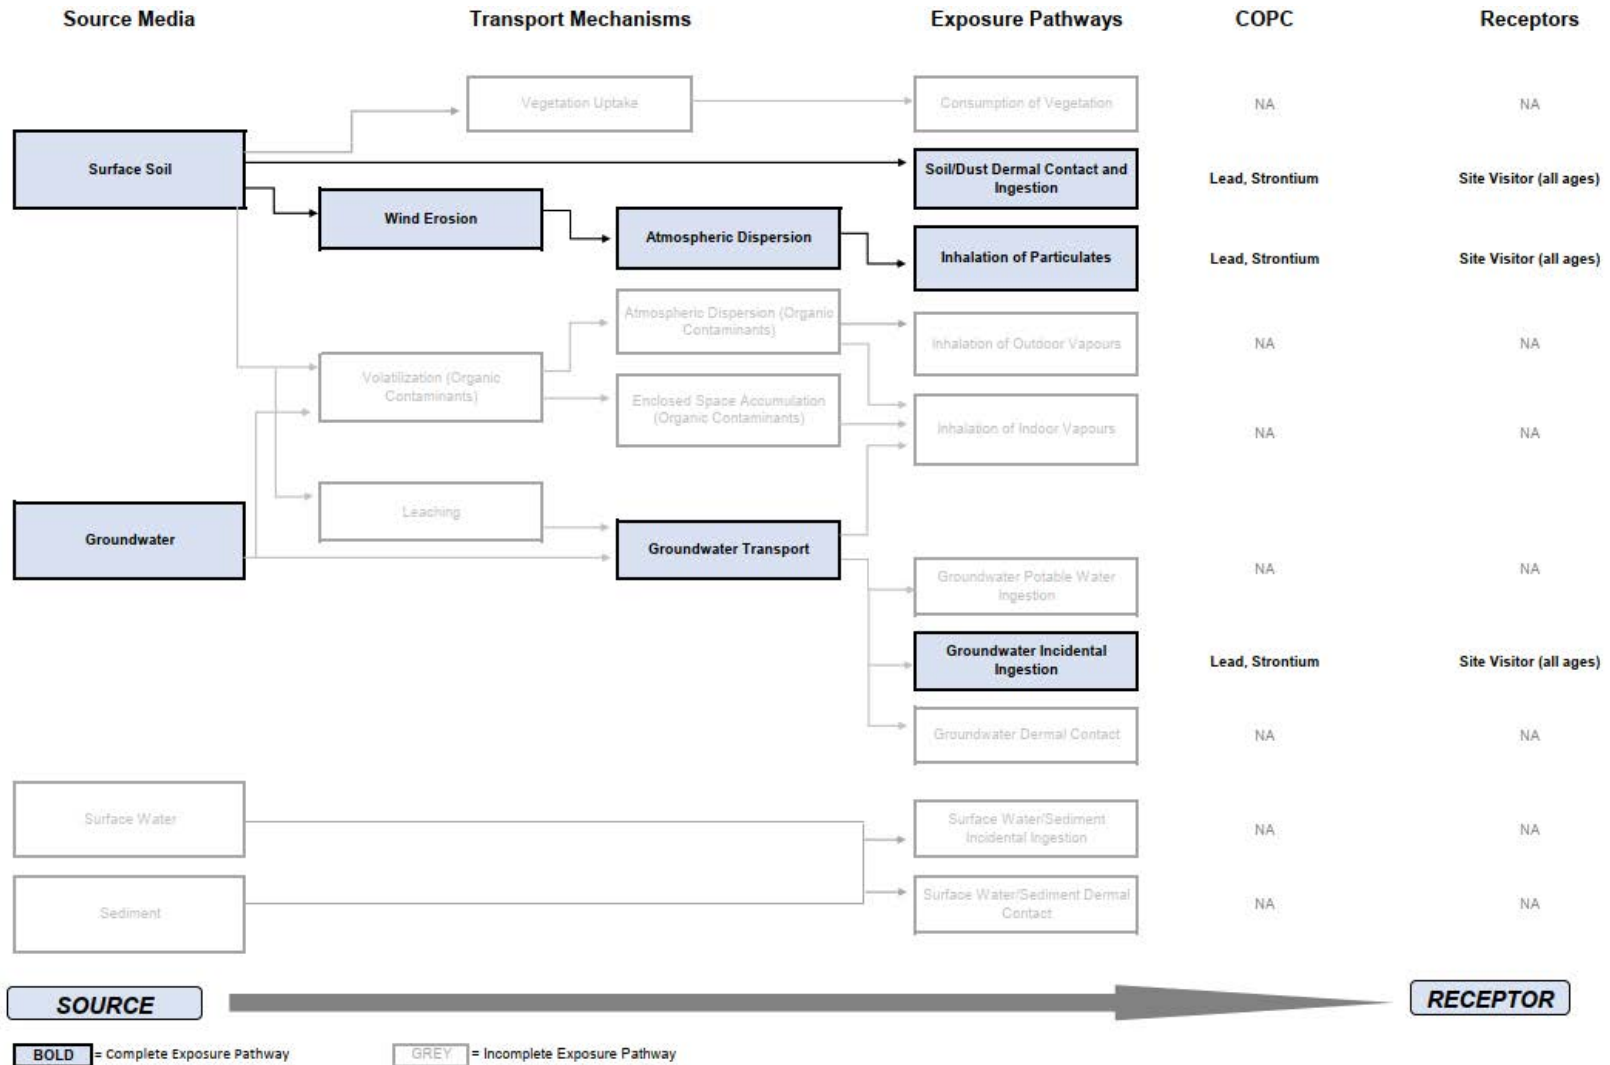 Source Media
Transport Mechanisms
Exposure Pathways
COPC
Receptors
Vegetation Uptake
Consumption of Vegetation
NA
NA
Surface Soil
Soil/Dust Dermal Contact and
Ingestion
Lead, Strontium
Site Visitor (all ages)
Wind Erosion
Atmospheric Dispersion
Inhalation of Particulates
Lead, Strontium
Site Visitor (all ages)
Atmospheric Dispersion (Organic
Contaminants)
Inhalation of Outdoor Vapours
NA
NA
Volatilization (Organic
Contaminants)
Enclosed Space Accumulation
(Organic Contaminants)
Inhalation of Indoor Vapours
NA
NA
Leaching
Groundwater
Groundwater Transport
Groundwater Potable Water
Ingestion
NA
NA
Groundwater Incidental
Ingestion
Lead, Strontium
Site Visitor (all ages)
Groundwater Dermal Contact
NA
NA
Surface Water
Surface Water/Sediment
Incidental Ingestion
NA
NA
Sediment
Surface Water/Sediment Dermal
Contact
NA
NA
SOURCE
RECEPTOR
BOLD = Complete Exposure Pathway
GREY = Incomplete Exposure Pathway